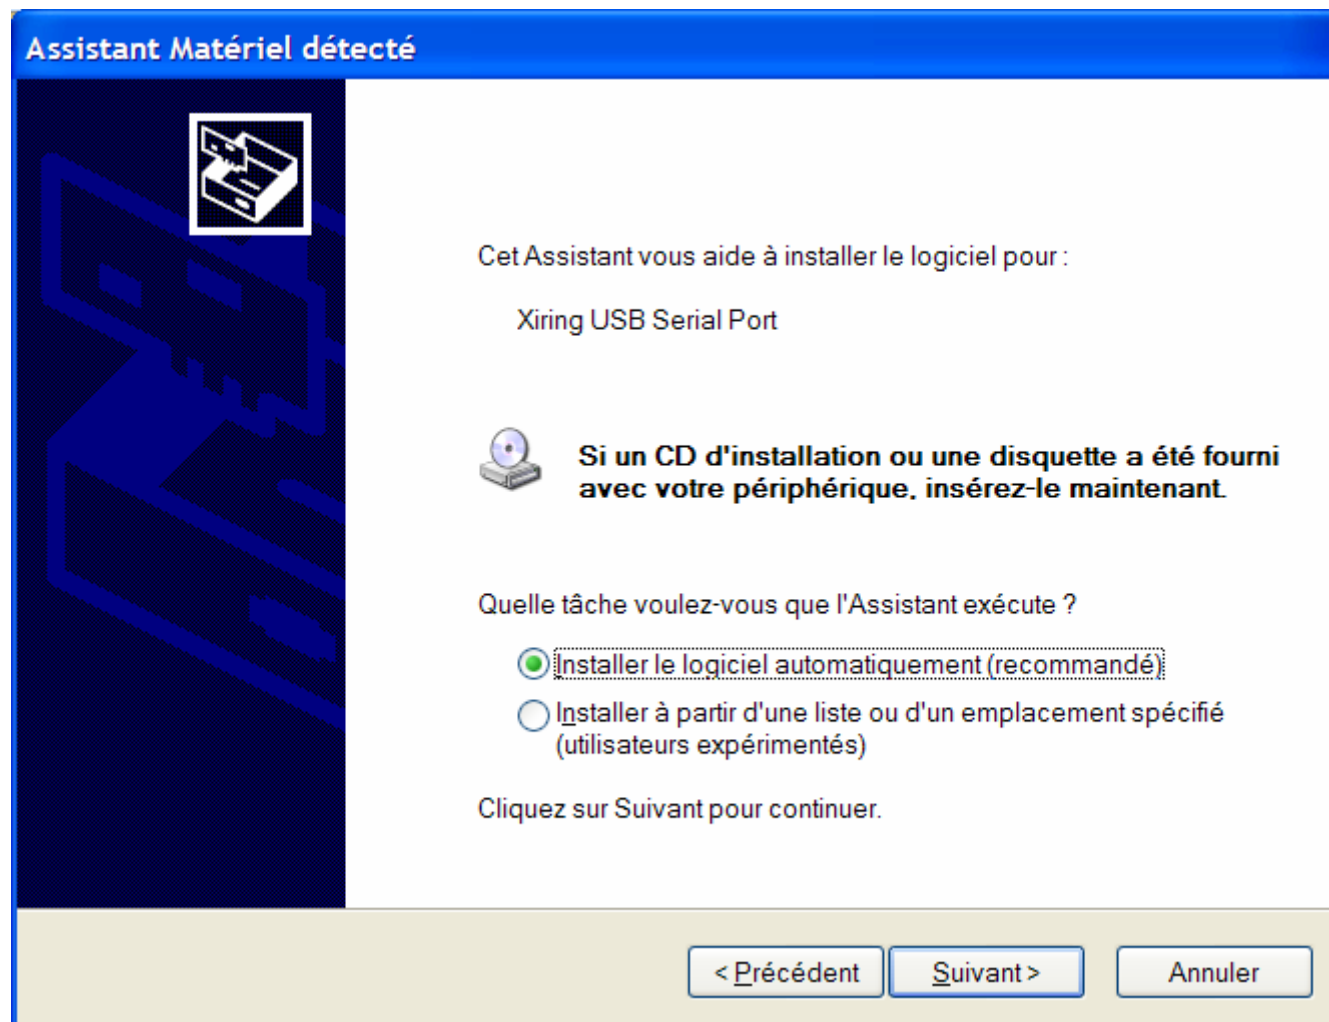 Assistant Matériel détecté
Cet Assistant vous aide à installer le logiciel pour :
Xiring USB Serial Port
Si un CD d'installation ou une disquette a été fourni
avec votre périphérique, insérez-le maintenant.
Quelle tâche voulez-vous que l'Assistant exécute ?
Installer le logiciel automatiquement (recommandé)
Installer à partir d'une liste ou d'un emplacement spécifié
(utilisateurs expérimentés)
Cliquez sur Suivant pour continuer.
< Précédent Suivant > Annuler